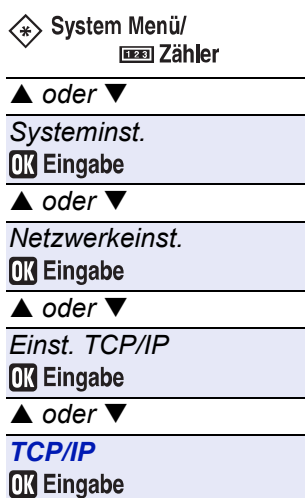 System Menü/
123 Zähler
▲ oder ▼
Systeminst.
OK Eingabe
▲ oder ▼
Netzwerkeinst.
OK Eingabe
▲ oder ▼
Einst. TCP/IP
OK Eingabe
▲ oder ▼
TCP/IP
OK Eingabe